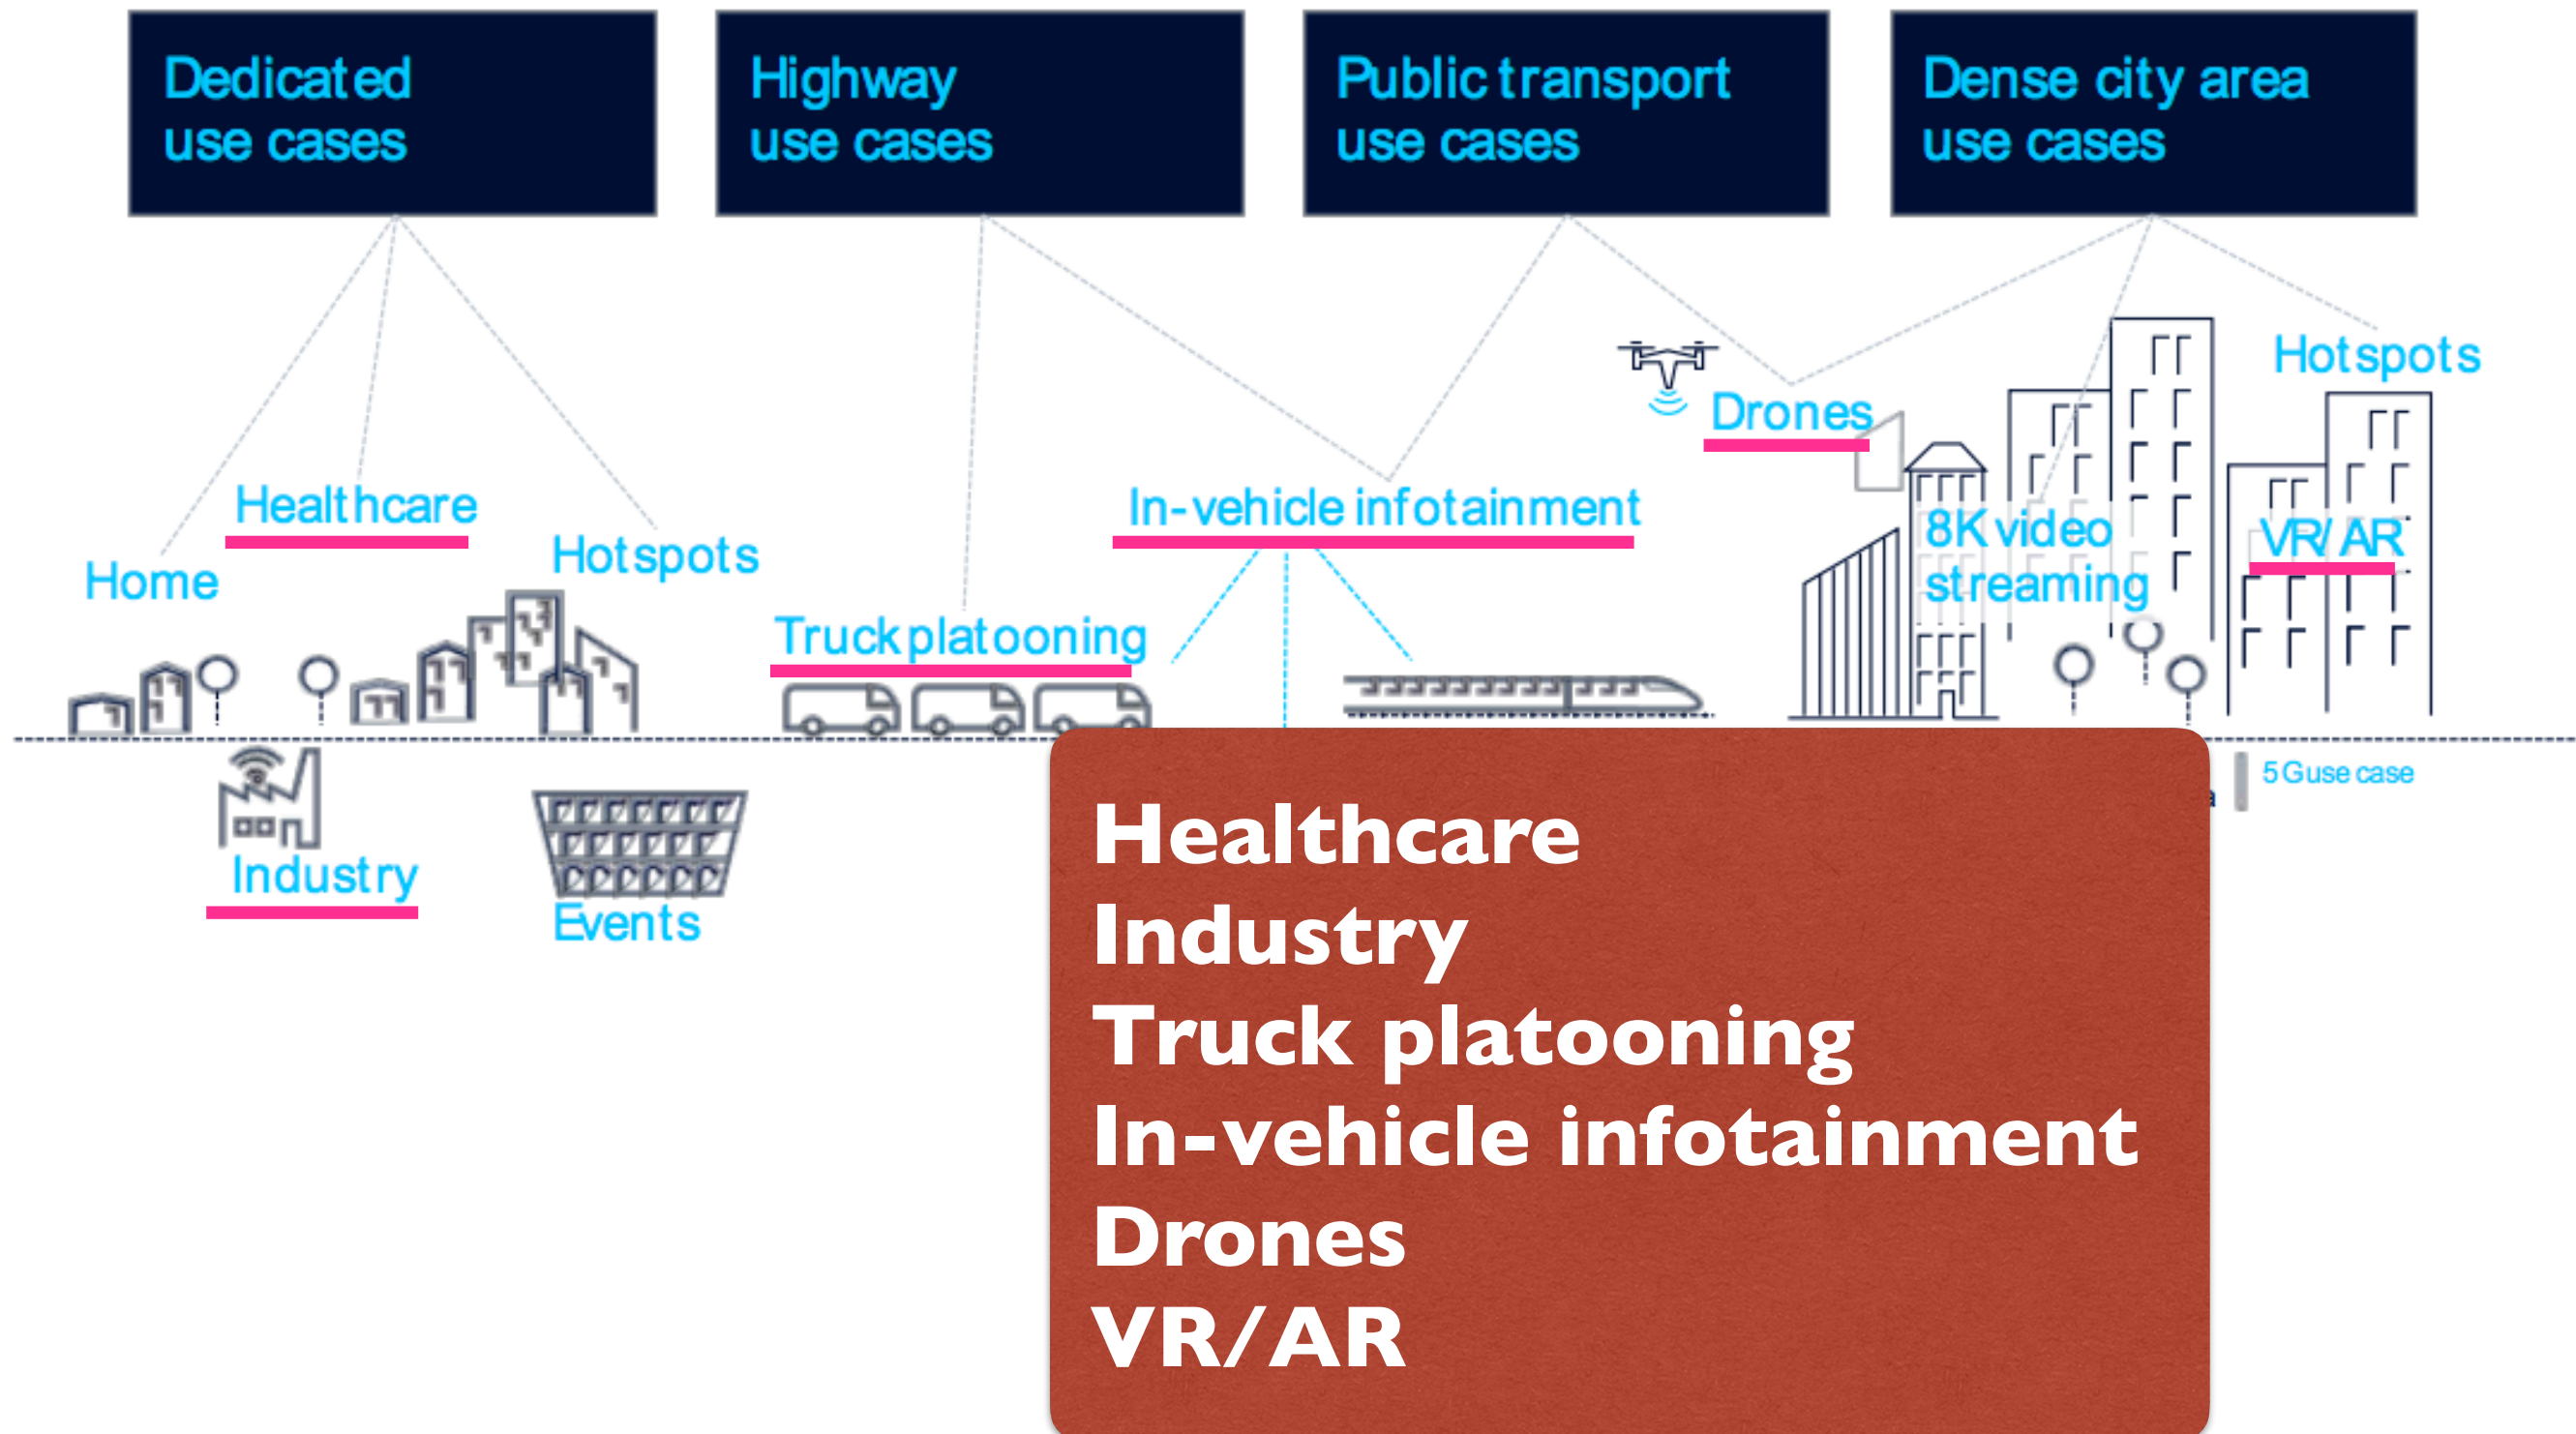 Dedicated
use cases
Highway
use cases
Public transport
use cases
Dense city area
use cases
Hotspots
Drones
Healthcare
In-vehicle infotainment
8K video
streaming
VR/AR
Home
Hotspots
Truck platooning
5G use case
Industry
Events
Healthcare
Industry
Truck platooning
In-vehicle infotainment
Drones
VR/AR